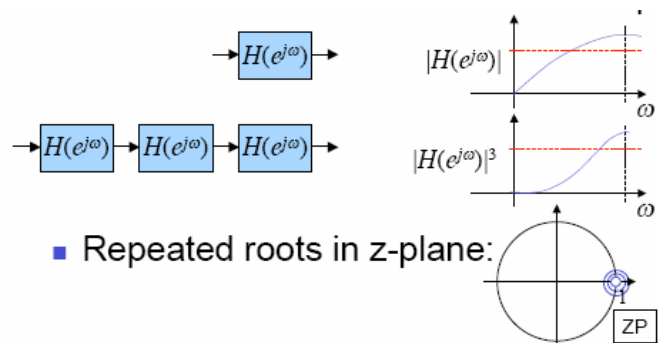 H(e^{jω})
|H(e^{jω})|
ω
H(e^{jω}) H(e^{jω}) H(e^{jω})
|H(e^{jω})|³
ω
Repeated roots in z-plane:
1
ZP